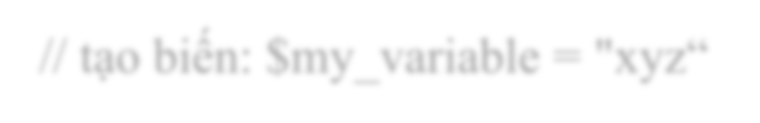 // tạo biến: $my_variable = "xyz“